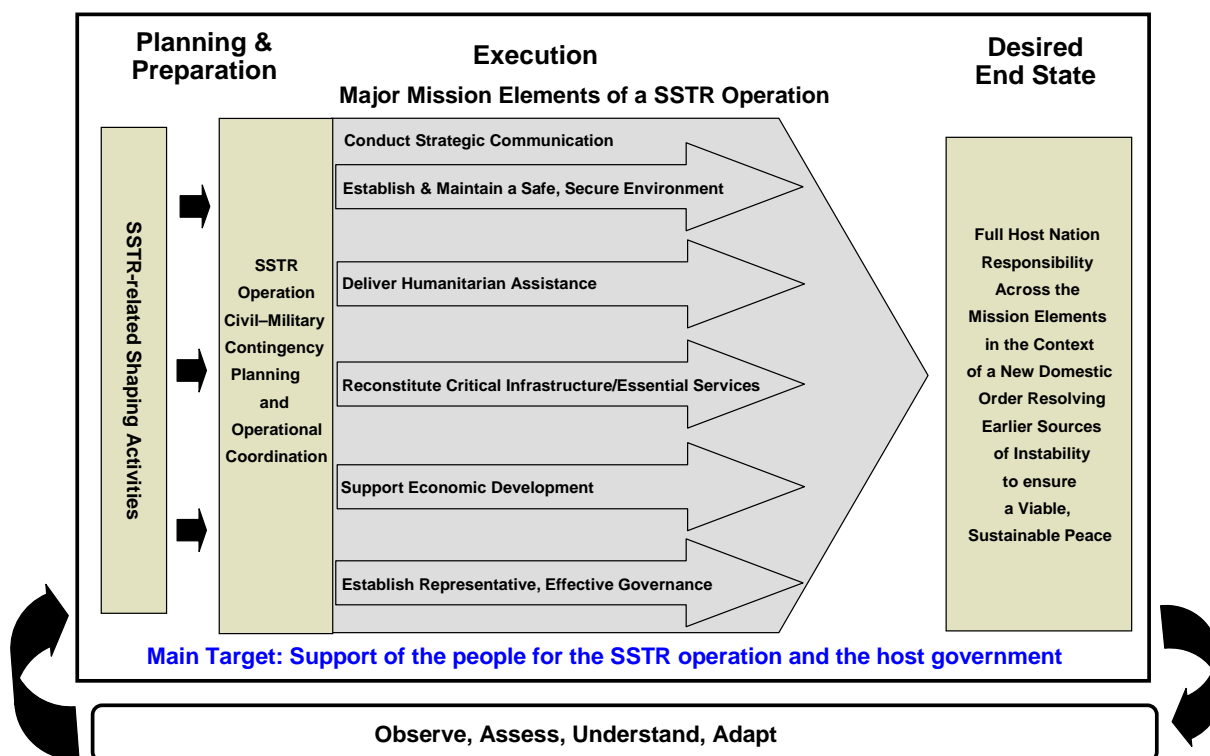 Planning &
Preparation
Execution
Desired
End State
Major Mission Elements of a SSTR Operation
SSTR-related Shaping Activities
SSTR
Operation
Civil–Military
Contingency
Planning
and
Operational
Coordination
Conduct Strategic Communication
Establish & Maintain a Safe, Secure Environment
Deliver Humanitarian Assistance
Reconstitute Critical Infrastructure/Essential Services
Support Economic Development
Establish Representative, Effective Governance
Full Host Nation
Responsibility
Across the
Mission Elements
in the Context
of a New Domestic
Order Resolving
Earlier Sources
of Instability
to ensure
a Viable,
Sustainable Peace
Main Target: Support of the people for the SSTR operation and the host government
Observe, Assess, Understand, Adapt